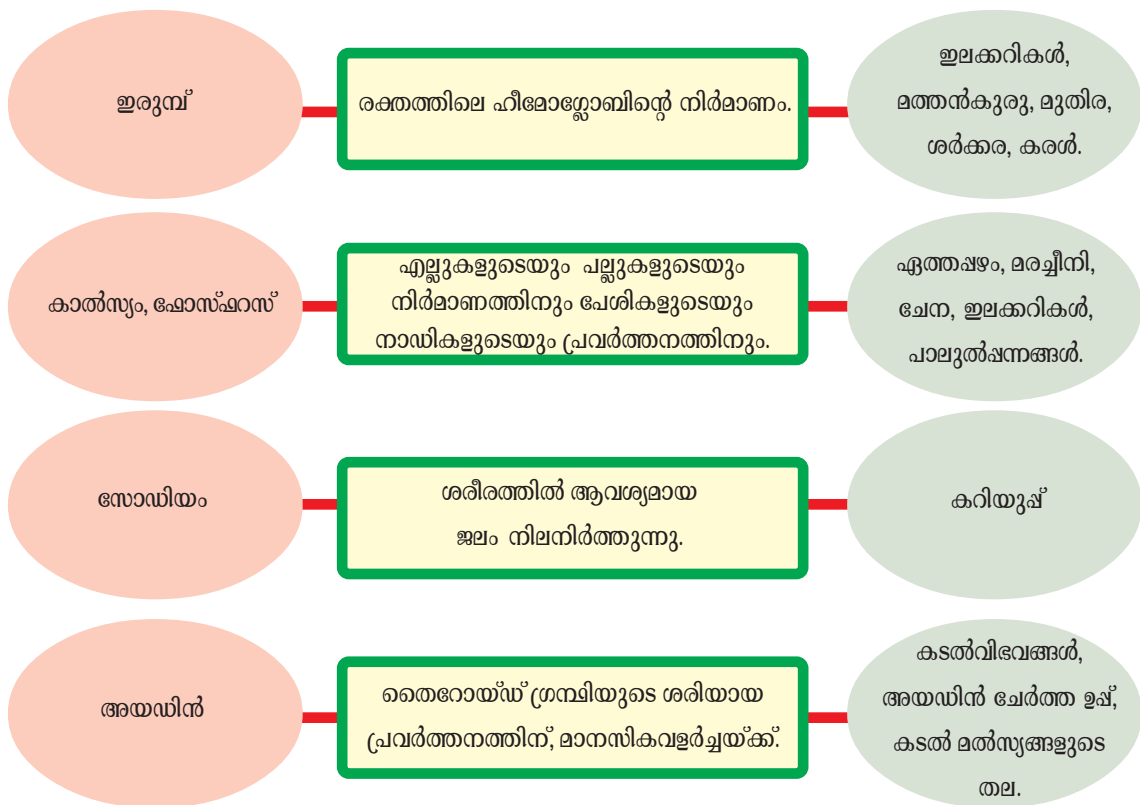 ഇരുമ്പ്
രക്തത്തിലെ ഹീമോഗ്ലോബിന്റെ നിർമാണം.
ഇലക്കറികൾ,
മത്തൻകുരു, മുതിര,
ശർക്കര, കരൾ.
കാൽസ്യം, ഫോസ്ഫറസ്
എല്ലുകളുടെയും പല്ലുകളുടെയും
നിർമാണത്തിനും പേശികളുടെയും
നാഡികളുടെയും പ്രവർത്തനത്തിനും.
ഏത്തപ്പഴം, മരച്ചീനി,
ചേന, ഇലക്കറികൾ,
പാലുൽപ്പന്നങ്ങൾ.
സോഡിയം
ശരീരത്തിൽ ആവശ്യമായ
ജലം നിലനിർത്തുന്നു.
കറിയുപ്പ്
അയഡിൻ
തൈറോയ്ഡ് ഗ്രന്ഥിയുടെ ശരിയായ
പ്രവർത്തനത്തിന്, മാനസികവളർച്ചയ്ക്ക്.
കടൽവിഭവങ്ങൾ,
അയഡിൻ ചേർത്ത ഉപ്പ്,
കടൽ മൽസ്യങ്ങളുടെ
തല.